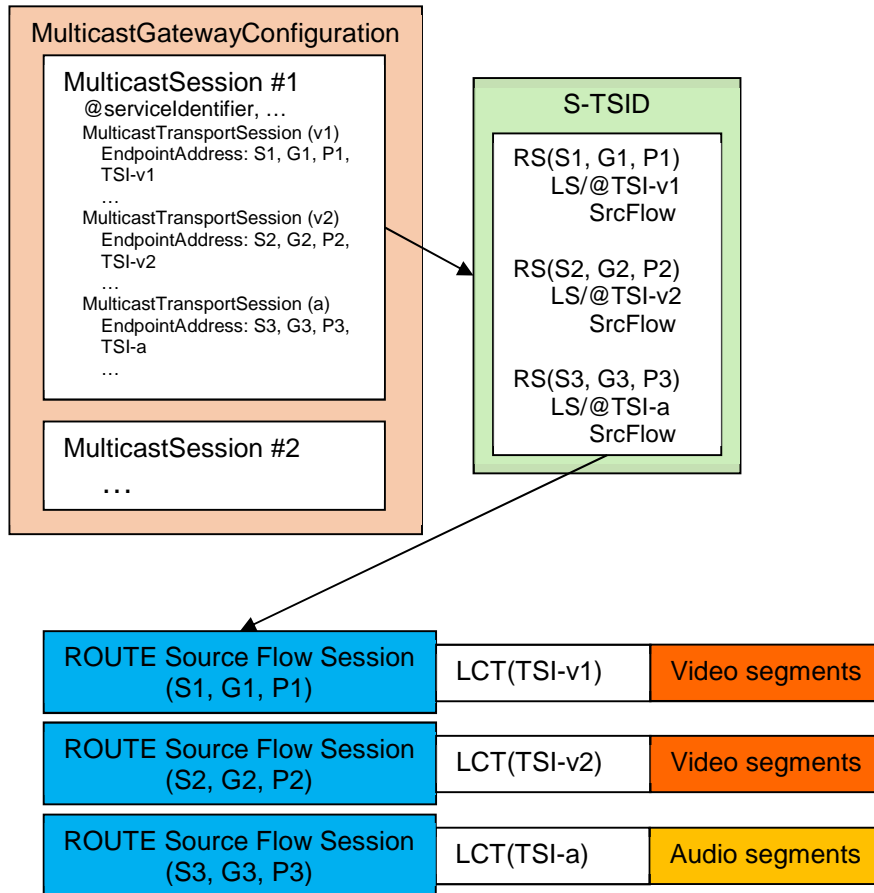 MulticastGatewayConfiguration
MulticastSession #1
@serviceIdentifier, …
MulticastTransportSession (v1)
EndpointAddress: S1, G1, P1,
TSI-v1
…
MulticastTransportSession (v2)
EndpointAddress: S2, G2, P2,
TSI-v2
…
MulticastTransportSession (a)
EndpointAddress: S3, G3, P3,
TSI-a
…
MulticastSession #2
…
S-TSID
RS(S1, G1, P1)
LS/@TSI-v1
SrcFlow
RS(S2, G2, P2)
LS/@TSI-v2
SrcFlow
RS(S3, G3, P3)
LS/@TSI-a
SrcFlow
ROUTE Source Flow Session
(S1, G1, P1)
LCT(TSI-v1)
Video segments
ROUTE Source Flow Session
(S2, G2, P2)
LCT(TSI-v2)
Video segments
ROUTE Source Flow Session
(S3, G3, P3)
LCT(TSI-a)
Audio segments